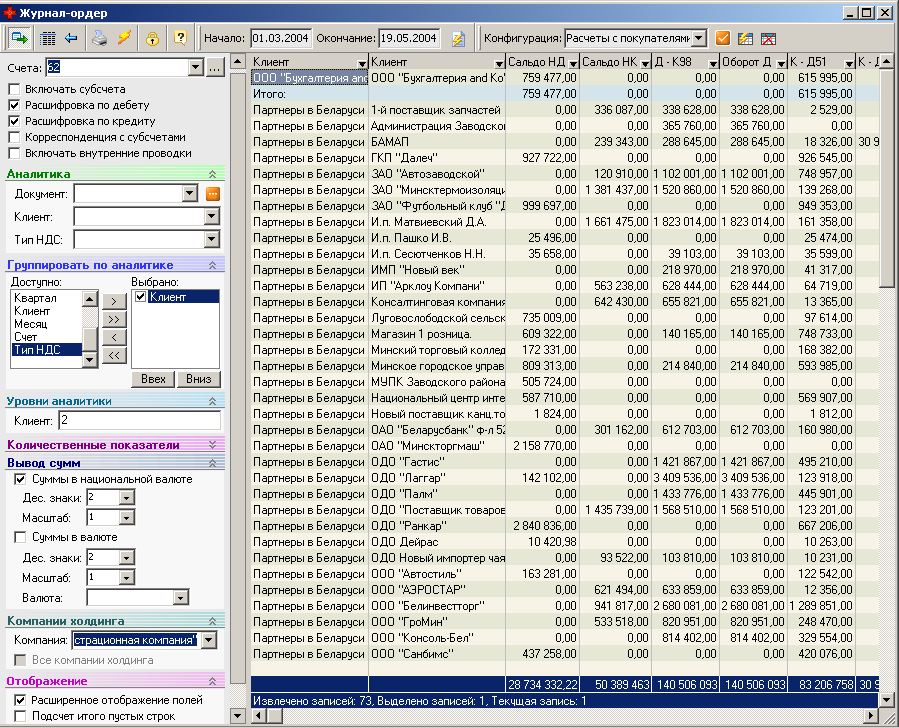 Журнал-ордер
Начало: 01.03.2004 Окончание: 19.05.2004 Конфигурация: Расчеты с покупателями
Счета: 62
Включать субсчета
Расшифровка по дебету
Расшифровка по кредиту
Корреспонденция с субсчетами
Включать внутренние проводки
Аналитика
Документ:
Клиент:
Тип НДС:
Группировать по аналитике
Доступно: Выбрано:
Квартал
Клиент
Месяц
Счет
Тип НДС
>
>>
<
<<
Клиент
Ввех Вниз
Уровни аналитики
Клиент: 2
Количественные показатели
Вывод сумм
Суммы в национальной валюте
Дес. знаки: 2
Масштаб: 1
Суммы в валюте
Дес. знаки: 2
Масштаб: 1
Валюта:
Компании холдинга
Компания: страционная компания"
Все компании холдинга
Отображение
Расширенное отображение полей
Подсчет итого пустых строк
Клиент Клиент Сальдо НД Сальдо НК Д - К98 Оборот Д К - Д51 К - Д
ООО "Бухгалтерия and ООО "Бухгалтерия and Ко" 759 477,00 0,00 0,00 0,00 615 995,00
Итого: 759 477,00 0,00 0,00 0,00 615 995,00
Партнеры в Беларуси 1-й поставщик запчастей 0,00 336 087,00 338 628,00 338 628,00 2 529,00
Партнеры в Беларуси Администрация Заводско 0,00 0,00 365 760,00 365 760,00 0,00
Партнеры в Беларуси БАМАП 0,00 239 343,00 288 645,00 288 645,00 18 326,00 30 9
Партнеры в Беларуси ГКП "Далеч" 927 722,00 0,00 0,00 0,00 926 545,00
Партнеры в Беларуси ЗАО "Автозаводской" 0,00 120 910,00 1 102 001,00 1 102 001,00 748 957,00
Партнеры в Беларуси ЗАО "Минсктермоизоляци 0,00 1 381 437,00 1 520 860,00 1 520 860,00 139 268,00
Партнеры в Беларуси ЗАО "Футбольный клуб "Д 999 697,00 0,00 0,00 0,00 949 353,00
Партнеры в Беларуси И.п. Матвиевский Д.А. 0,00 1 661 475,00 1 823 014,00 1 823 014,00 161 358,00
Партнеры в Беларуси И.п. Пашко И.В. 25 496,00 0,00 0,00 0,00 25 474,00
Партнеры в Беларуси И.п. Сесютченков Н.Н. 35 658,00 0,00 39 103,00 39 103,00 35 599,00
Партнеры в Беларуси ИМП "Новый век" 0,00 0,00 218 970,00 218 970,00 41 317,00
Партнеры в Беларуси ИП "Арклоу Компани" 0,00 563 238,00 628 444,00 628 444,00 64 719,00
Партнеры в Беларуси Консалтинговая компания 0,00 642 430,00 655 821,00 655 821,00 13 365,00
Партнеры в Беларуси Луговослободской сельск 735 009,00 0,00 0,00 0,00 97 614,00
Партнеры в Беларуси Магазин 1 розница. 609 322,00 0,00 140 165,00 140 165,00 748 733,00
Партнеры в Беларуси Минский торговый коллед 172 331,00 0,00 0,00 0,00 168 382,00
Партнеры в Беларуси Минское городское управ 809 313,00 0,00 214 840,00 214 840,00 593 985,00
Партнеры в Беларуси МУПК Заводского района 505 724,00 0,00 0,00 0,00 0,00
Партнеры в Беларуси Национальный центр инте 587 710,00 0,00 0,00 0,00 569 907,00
Партнеры в Беларуси Новый поставщик канц.то 1 824,00 0,00 0,00 0,00 1 812,00
Партнеры в Беларуси ОАО "Беларусбанк" ф-л 52 0,00 301 162,00 612 703,00 612 703,00 160 980,00
Партнеры в Беларуси ОАО "Минскторгмаш" 2 158 770,00 0,00 0,00 0,00 0,00
Партнеры в Беларуси ОДО "Гастис" 0,00 0,00 1 421 867,00 1 421 867,00 495 210,00
Партнеры в Беларуси ОДО "Лаггар" 142 102,00 0,00 3 409 536,00 3 409 536,00 123 918,00
Партнеры в Беларуси ОДО "Палм" 0,00 0,00 1 433 776,00 1 433 776,00 445 901,00
Партнеры в Беларуси ОДО "Поставщик товаров 0,00 1 435 739,00 1 568 510,00 1 568 510,00 123 201,00
Партнеры в Беларуси ОДО "Ранкар" 2 840 836,00 0,00 0,00 0,00 667 206,00
Партнеры в Беларуси ОДО Дейрас 10 420,98 0,00 0,00 0,00 10 263,00
Партнеры в Беларуси ОДО Новый импортер чая 0,00 93 522,00 103 810,00 103 810,00 10 231,00
Партнеры в Беларуси ООО "Автостиль" 163 281,00 0,00 0,00 0,00 122 542,00
Партнеры в Беларуси ООО "АЭРОСТАР" 0,00 621 494,00 633 859,00 633 859,00 12 356,00
Партнеры в Беларуси ООО "Белинвестторг" 0,00 941 817,00 2 680 081,00 2 680 081,00 1 289 851,00
Партнеры в Беларуси ООО "ГроМин" 0,00 533 518,00 820 951,00 820 951,00 248 470,00
Партнеры в Беларуси ООО "Консоль-Бел" 0,00 0,00 814 402,00 814 402,00 329 554,00
Партнеры в Беларуси ООО "Санбимс" 437 258,00 0,00 0,00 0,00 420 076,00
28 734 332,22 50 389 463 140 506 093 140 506 093 83 206 758 30 9
Извлечено записей: 73, Выделено записей: 1, Текущая запись: 1